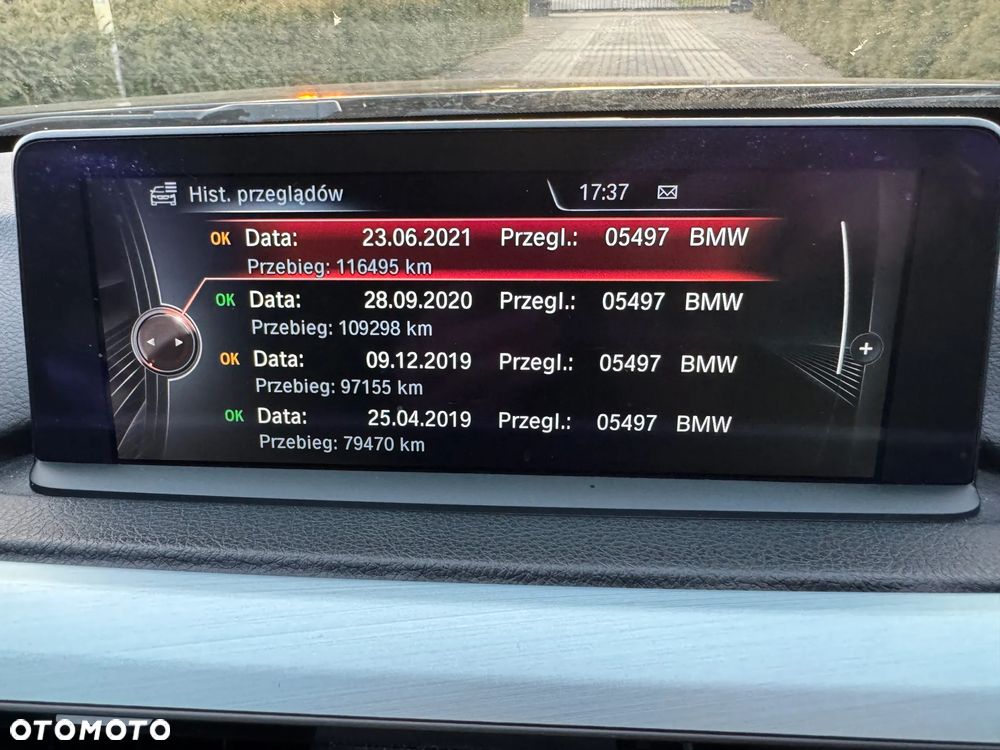 Hist. przeglądów 17:37
OK Data: 23.06.2021 Przegl.: 05497 BMW
Przebieg: 116495 km
OK Data: 28.09.2020 Przegl.: 05497 BMW
Przebieg: 109298 km
OK Data: 09.12.2019 Przegl.: 05497 BMW
Przebieg: 97155 km
OK Data: 25.04.2019 Przegl.: 05497 BMW
Przebieg: 79470 km
OTOMOTO